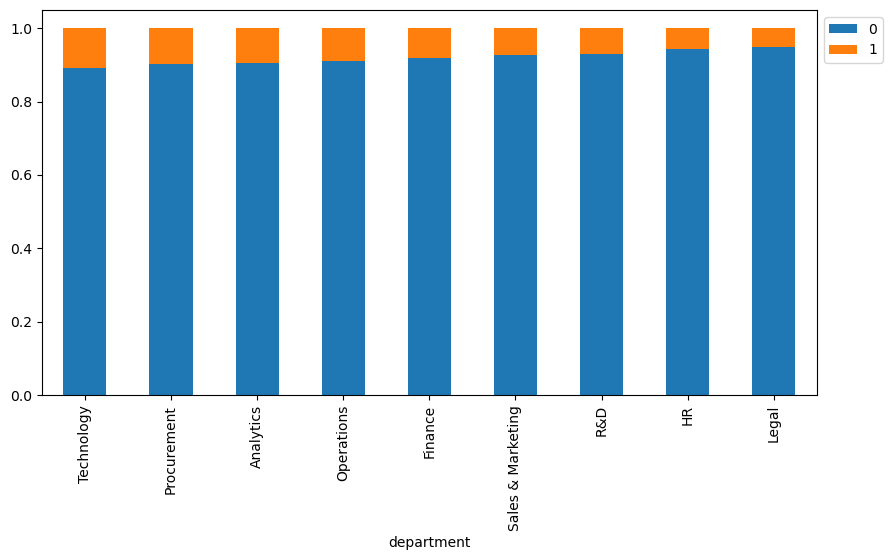 1.0
0.8
0.6
0.4
0.2
0.0
0
1
Technology
Procurement
Analytics
Operations
Finance
Sales & Marketing
R&D
HR
Legal
department